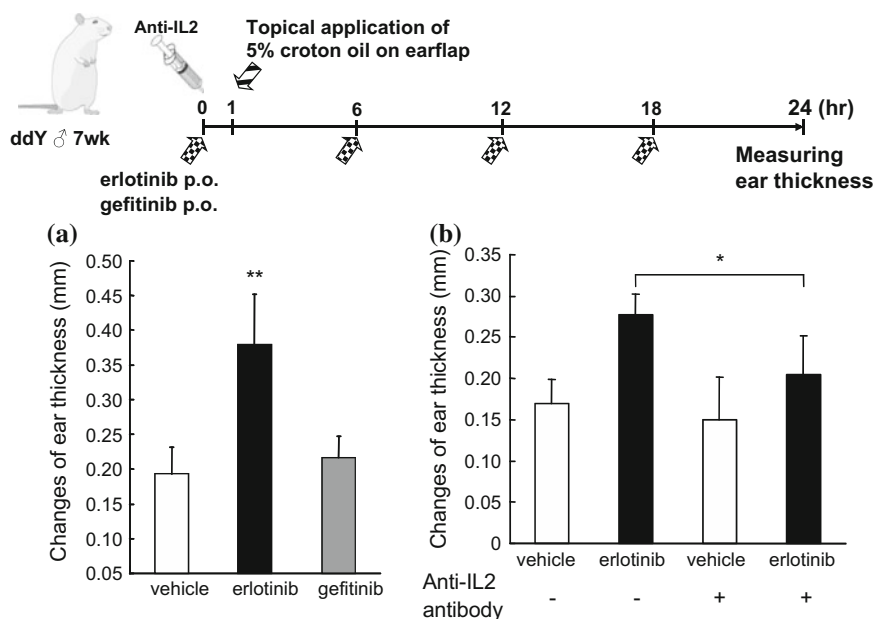 Anti-IL2
Topical application of
5% croton oil on earflap
0 1 6 12 18 24 (hr)
ddY ♂ 7wk
erlotinib p.o.
gefitinib p.o.
Measuring
ear thickness
(a)
Changes of ear thickness (mm)
0.50
0.45
0.40
0.35
0.30
0.25
0.20
0.15
0.10
0.05
**
vehicle erlotinib gefitinib
(b)
Changes of ear thickness (mm)
0.35
0.30
0.25
0.20
0.15
0.10
0.05
0
*
vehicle erlotinib vehicle erlotinib
Anti-IL2
antibody
- - + +